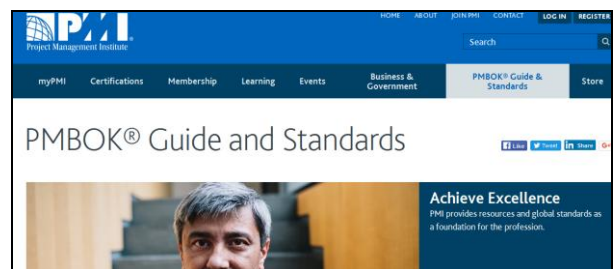 HOME ABOUT JOIN PMI CONTACT LOG IN REGISTER
PMI
Project Management Institute.
Search
myPMI Certifications Membership Learning Events Business & Government PMBOK® Guide & Standards Store
PMBOK® Guide and Standards
Like Tweet Share G+
Achieve Excellence
PMI provides resources and global standards as
a foundation for the profession.